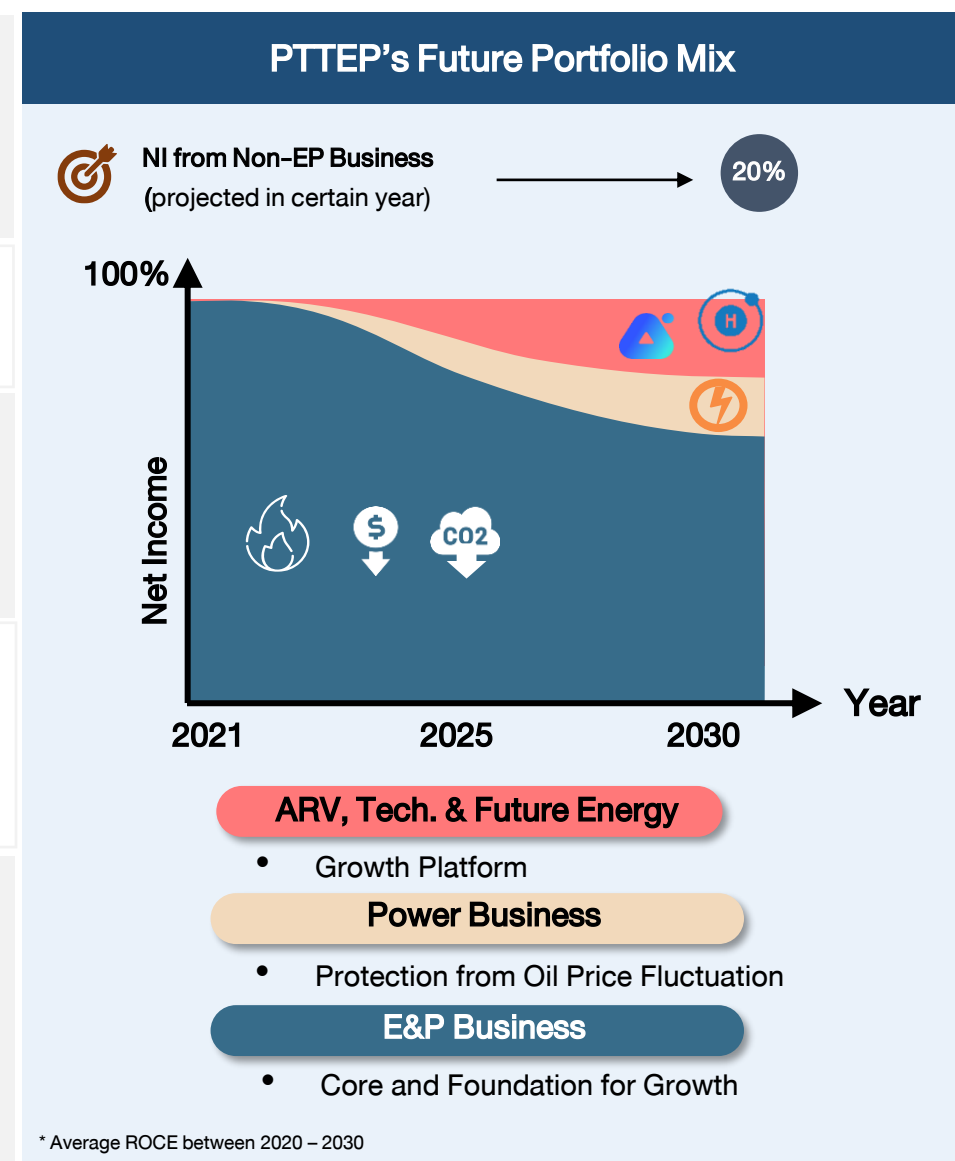 PTTEP’s Future Portfolio Mix
NI from Non-EP Business
(projected in certain year)
20%
100%
H
Net Income
$
CO2
Year
2021
2025
2030
ARV, Tech. & Future Energy
• Growth Platform
Power Business
• Protection from Oil Price Fluctuation
E&P Business
• Core and Foundation for Growth
* Average ROCE between 2020 – 2030